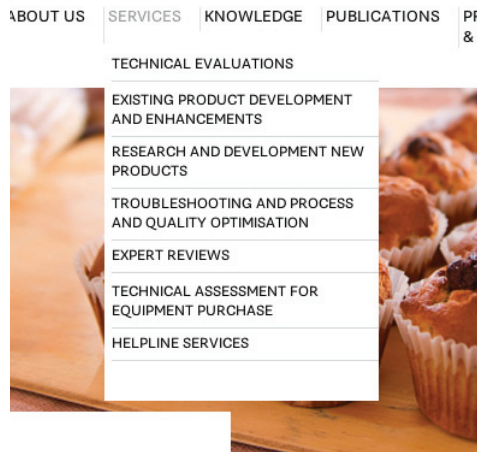 ABOUT US SERVICES KNOWLEDGE PUBLICATIONS
&
TECHNICAL EVALUATIONS
EXISTING PRODUCT DEVELOPMENT
AND ENHANCEMENTS
RESEARCH AND DEVELOPMENT NEW
PRODUCTS
TROUBLESHOOTING AND PROCESS
AND QUALITY OPTIMISATION
EXPERT REVIEWS
TECHNICAL ASSESSMENT FOR
EQUIPMENT PURCHASE
HELPLINE SERVICES